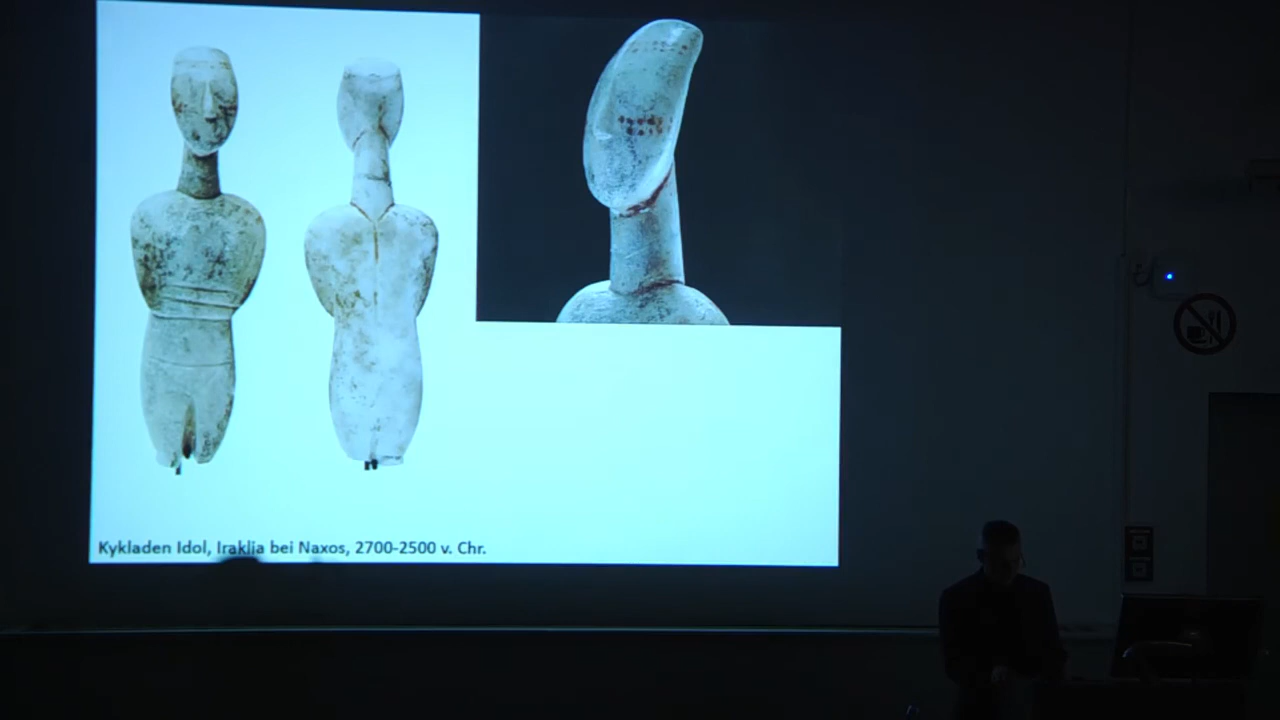 Kykladen Idol, Iraklia bei Naxos, 2700-2500 v. Chr.